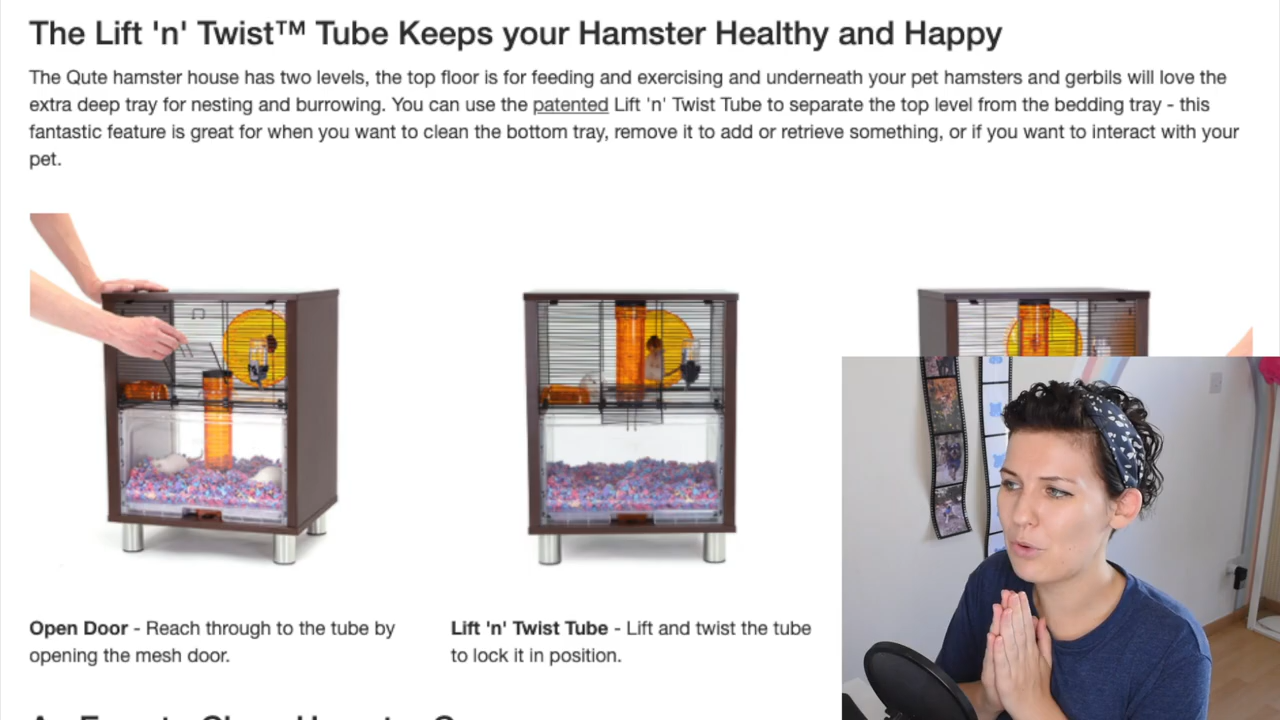 The Lift 'n' Twist™ Tube Keeps your Hamster Healthy and Happy
The Qute hamster house has two levels, the top floor is for feeding and exercising and underneath your pet hamsters and gerbils will love the
extra deep tray for nesting and burrowing. You can use the patented Lift 'n' Twist Tube to separate the top level from the bedding tray - this
fantastic feature is great for when you want to clean the bottom tray, remove it to add or retrieve something, or if you want to interact with your
pet.
Open Door - Reach through to the tube by
opening the mesh door.
Lift 'n' Twist Tube - Lift and twist the tube
to lock it in position.